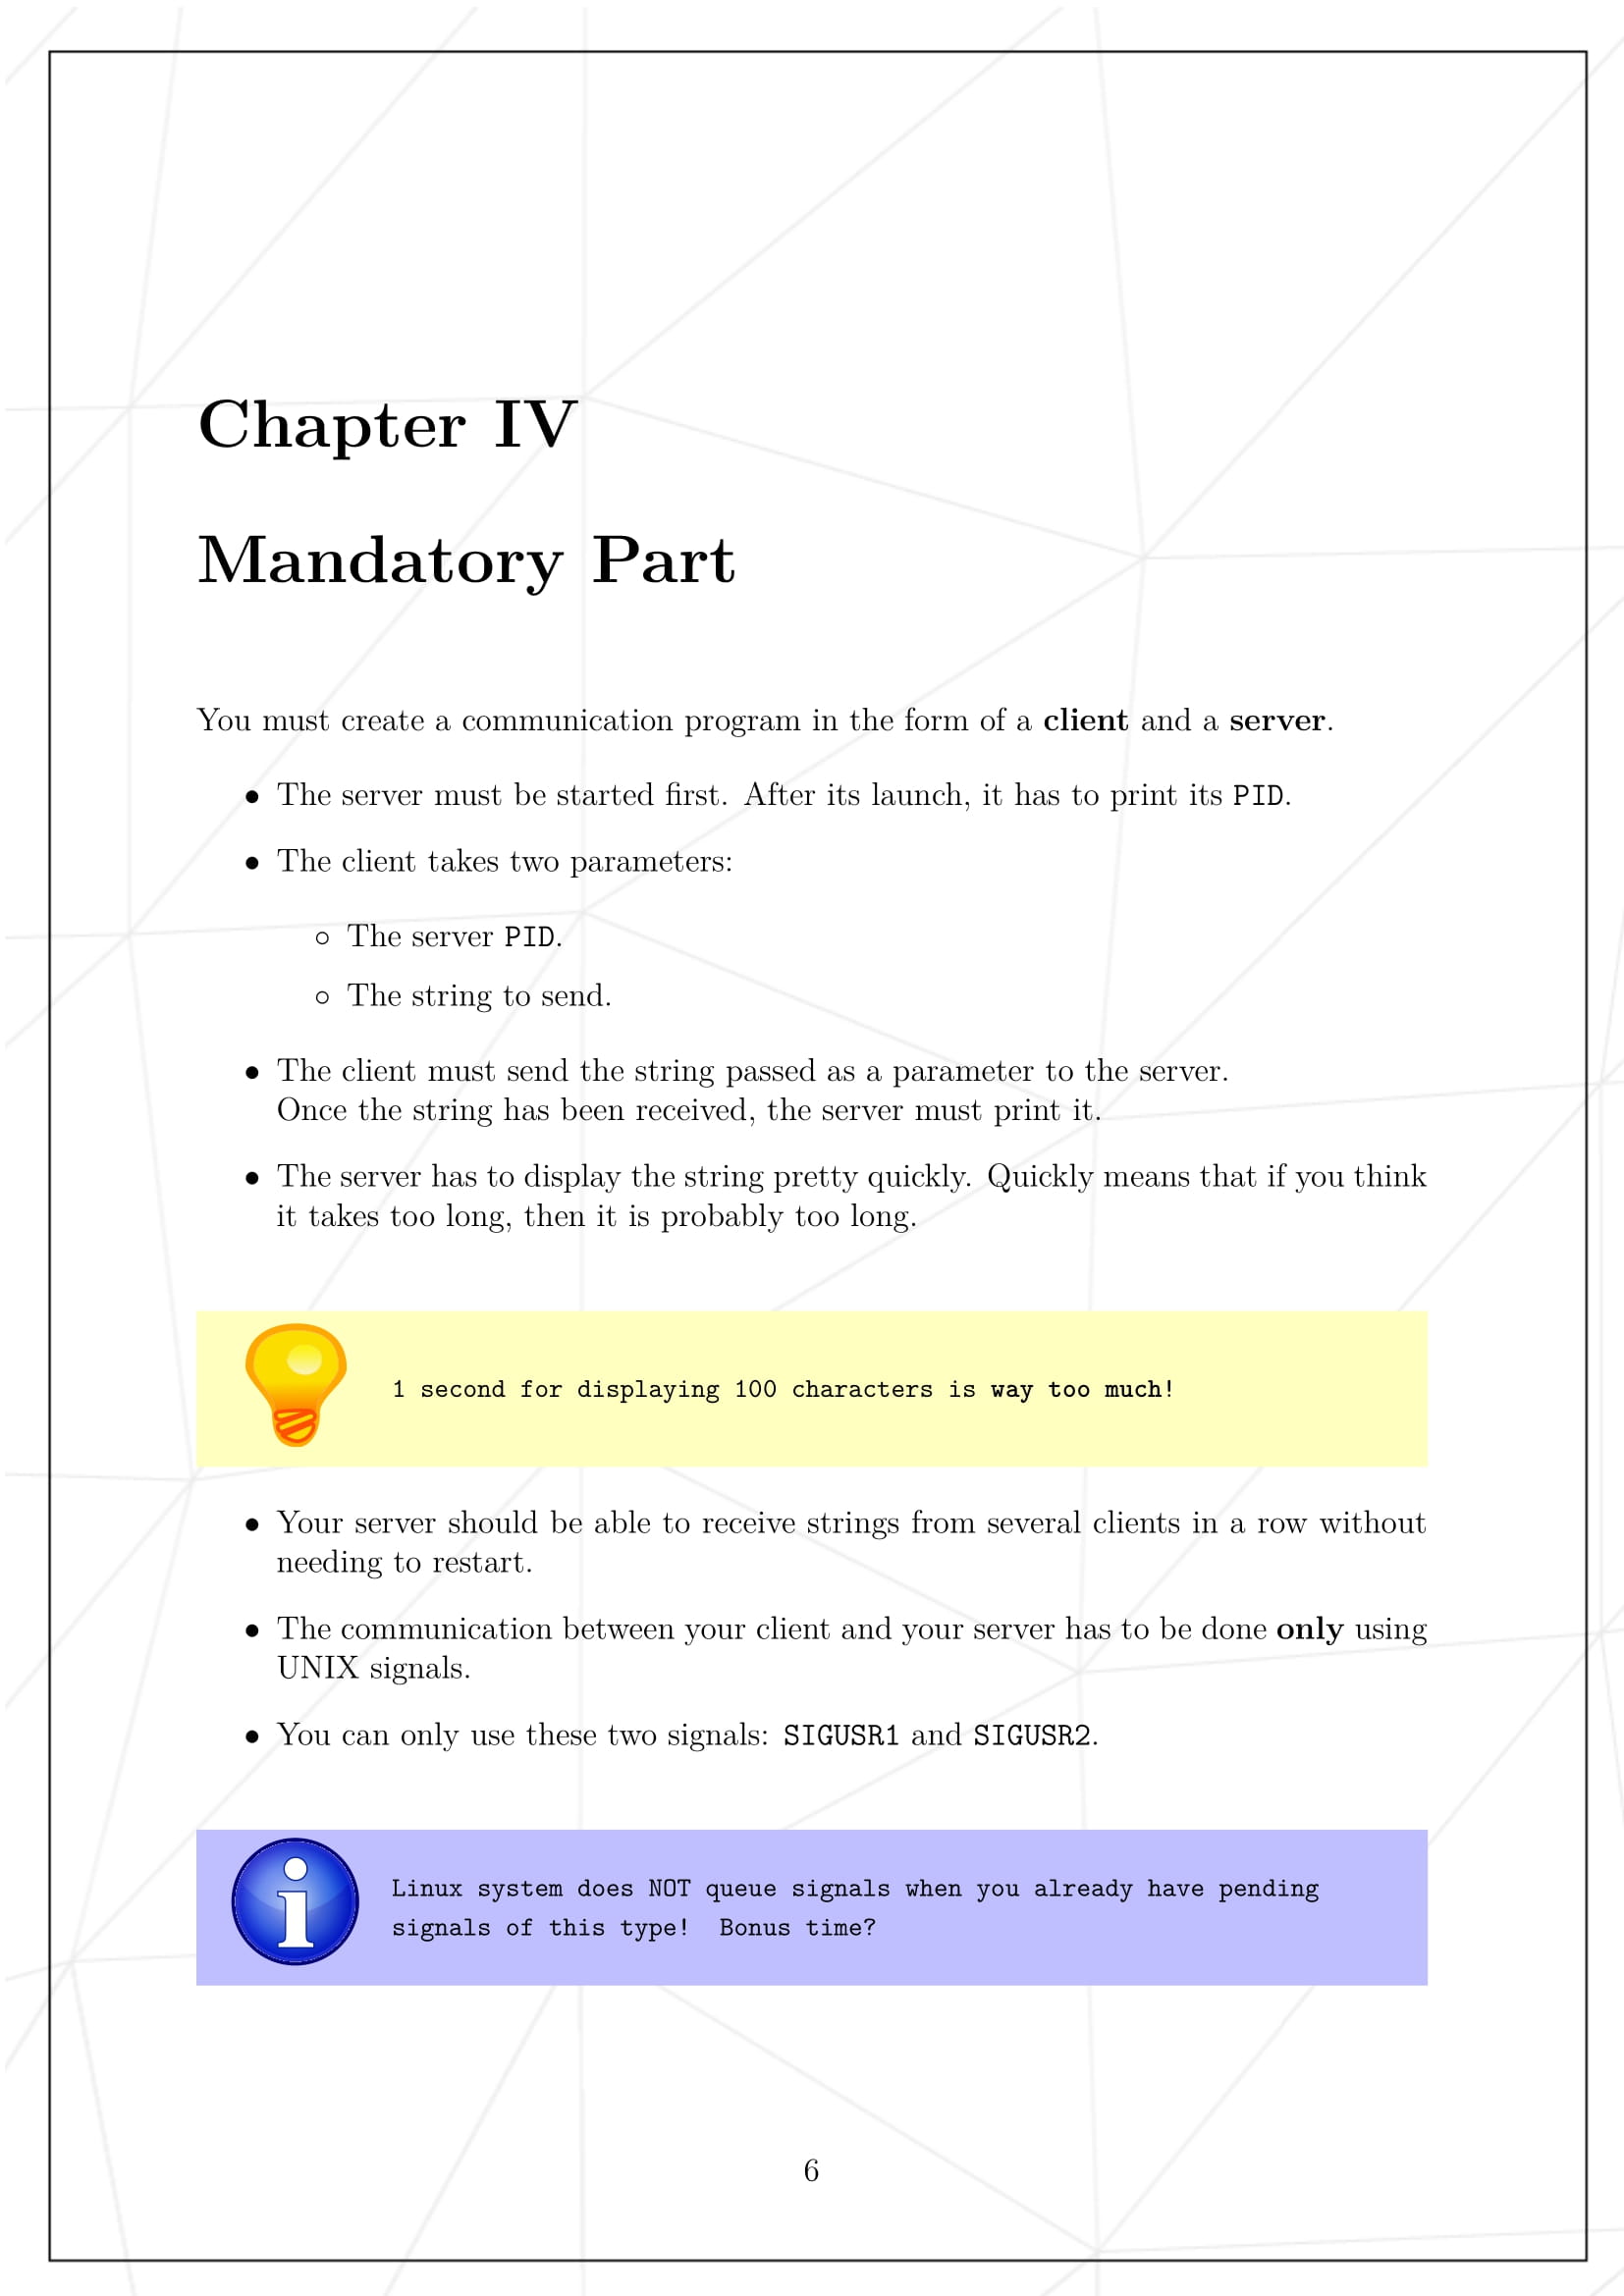 Chapter IV
Mandatory Part
You must create a communication program in the form of a client and a server.
• The server must be started first. After its launch, it has to print its PID.
• The client takes two parameters:
◦ The server PID.
◦ The string to send.
• The client must send the string passed as a parameter to the server.
Once the string has been received, the server must print it.
• The server has to display the string pretty quickly. Quickly means that if you think
it takes too long, then it is probably too long.
1 second for displaying 100 characters is way too much!
• Your server should be able to receive strings from several clients in a row without
needing to restart.
• The communication between your client and your server has to be done only using
UNIX signals.
• You can only use these two signals: SIGUSR1 and SIGUSR2.
Linux system does NOT queue signals when you already have pending
signals of this type! Bonus time?
6